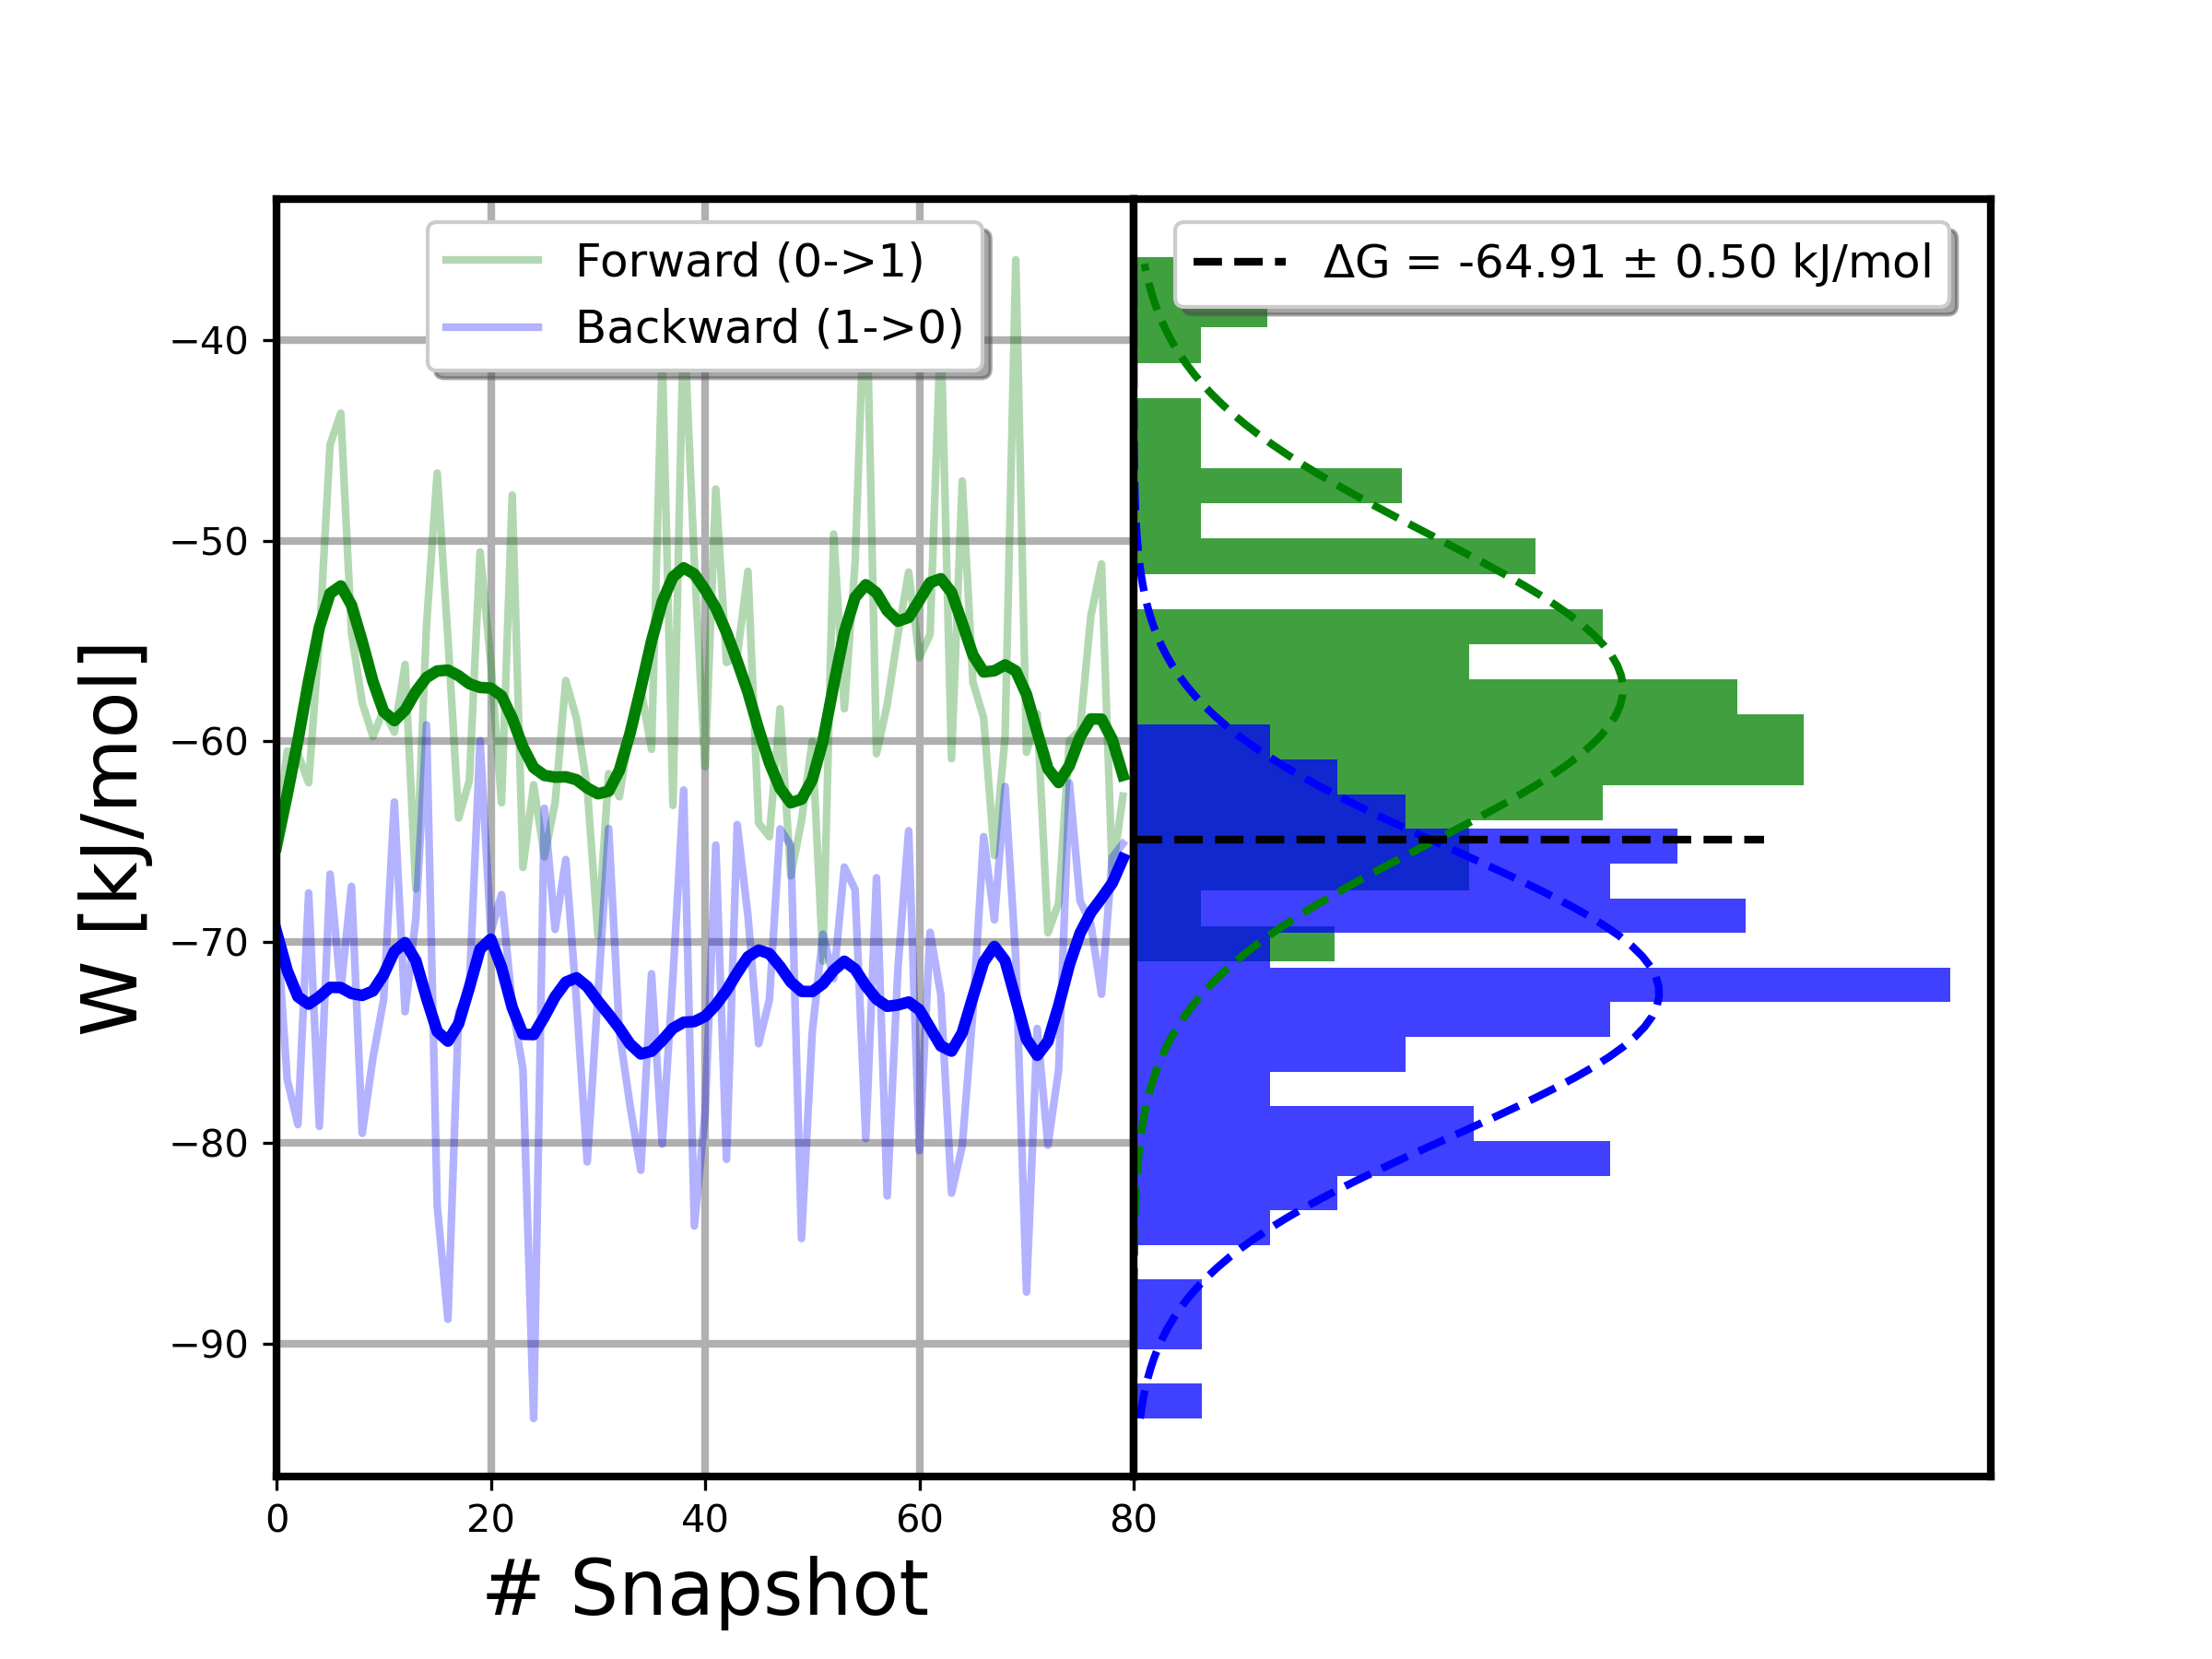 Forward (0->1)
Backward (1->0)
ΔG = -64.91 ± 0.50 kJ/mol
W [kJ/mol]
−40
−50
−60
−70
−80
−90
0 20 40 60 80
# Snapshot